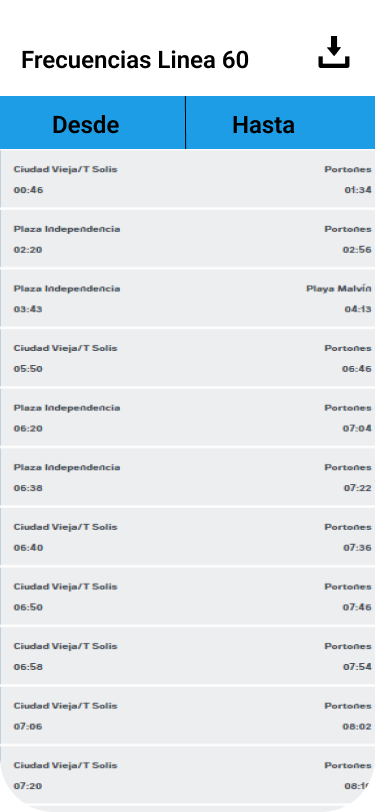 Frecuencias Linea 60
Desde Hasta
Ciudad Vieja/T Solis Portones
00:46 01:34
Plaza Independencia Portones
02:20 02:56
Plaza Independencia Playa Malvín
03:43 04:13
Ciudad Vieja/T Solis Portones
05:50 06:46
Plaza Independencia Portones
06:20 07:04
Plaza Independencia Portones
06:38 07:22
Ciudad Vieja/T Solis Portones
06:40 07:36
Ciudad Vieja/T Solis Portones
06:50 07:46
Ciudad Vieja/T Solis Portones
06:58 07:54
Ciudad Vieja/T Solis Portones
07:06 08:02
Ciudad Vieja/T Solis Portones
07:20